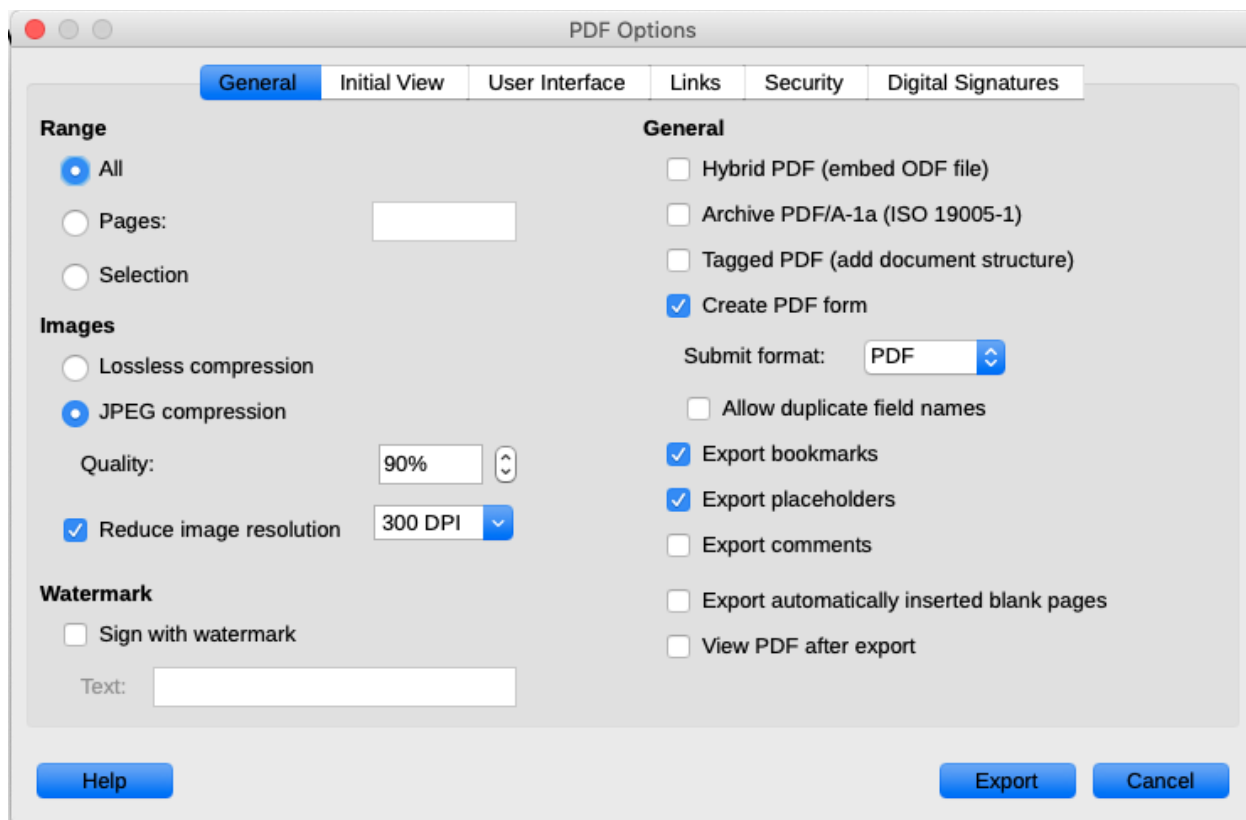 PDF Options
General
Initial View
User Interface
Links
Security
Digital Signatures
Range
All
Pages:
Selection
Images
Lossless compression
JPEG compression
Quality:
90%
Reduce image resolution
300 DPI
Watermark
Sign with watermark
Text:
General
Hybrid PDF (embed ODF file)
Archive PDF/A-1a (ISO 19005-1)
Tagged PDF (add document structure)
Create PDF form
Submit format:
PDF
Allow duplicate field names
Export bookmarks
Export placeholders
Export comments
Export automatically inserted blank pages
View PDF after export
Help
Export
Cancel